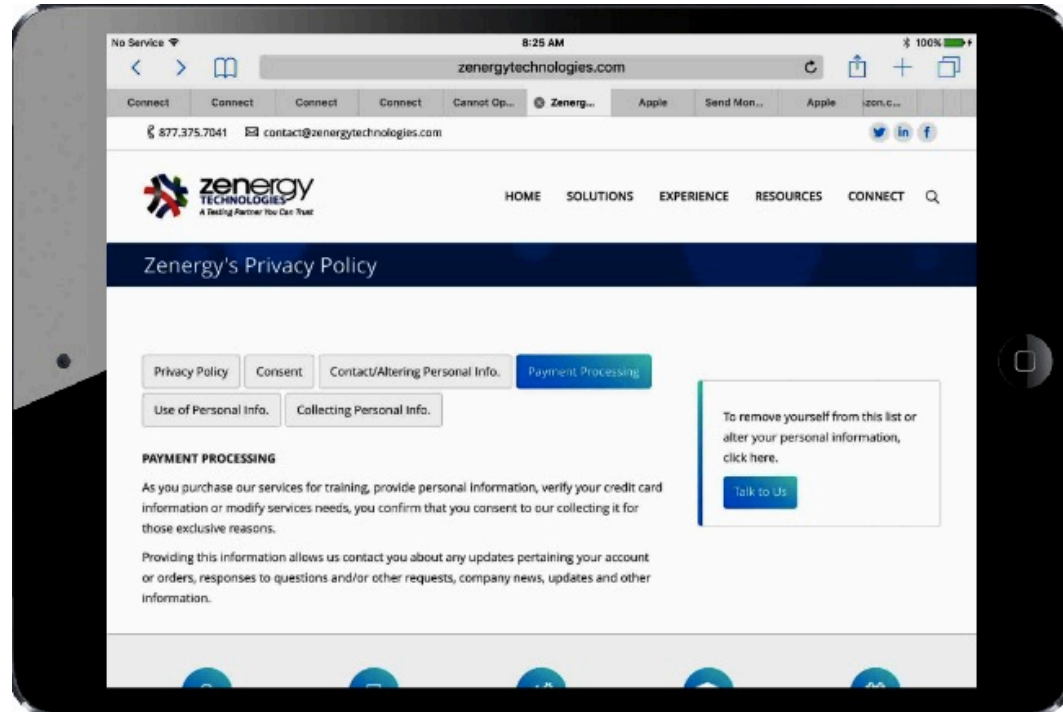 No Service 8:25 AM 100%
zenergytechnologies.com
Connect Connect Connect Connect Cannot Op... Zenerg... Apple Send Mon... Apple zon.c...
877.375.7041 contact@zenergytechnologies.com in f
zenergy
TECHNOLOGIES
A Testing Partner You Can Trust
HOME SOLUTIONS EXPERIENCE RESOURCES CONNECT
Zenergy's Privacy Policy
Privacy Policy Consent Contact/Altering Personal Info. Payment Processing
Use of Personal Info. Collecting Personal Info.
PAYMENT PROCESSING
As you purchase our services for training, provide personal information, verify your credit card
information or modify services needs, you confirm that you consent to our collecting it for
those exclusive reasons.
Providing this information allows us contact you about any updates pertaining your account
or orders, responses to questions and/or other requests, company news, updates and other
information.
To remove yourself from this list or
alter your personal information,
click here.
Talk to Us